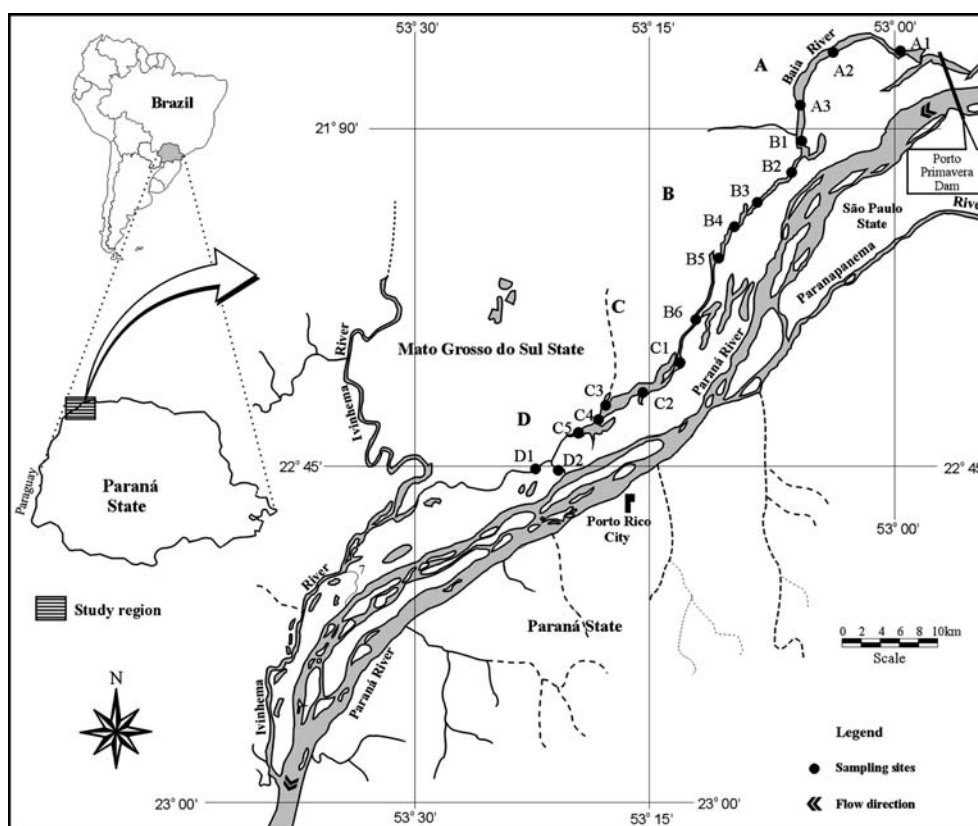 53° 30'
53° 15'
53° 00'
Brazil
A
Baia River
A1
A2
A3
21° 90'
B1
B2
B
B3
B4
B5
B6
Porto
Primavera
Dam
São Paulo
State
River
Paranapanema
Paraná River
C
C1
C2
C3
C4
C5
Mato Grosso do Sul State
River
Ivinhema
D
D1
D2
22° 45'
22° 45
Paraguay
Paraná
State
Porto Rico
City
53° 00'
Study region
River
7
Paraná State
0 2 4 6 8 10km
Scale
Ivinhema
Paraná River
N
Legend
Sampling sites
Flow direction
23° 00'
53° 30'
53° 15'
23° 00'